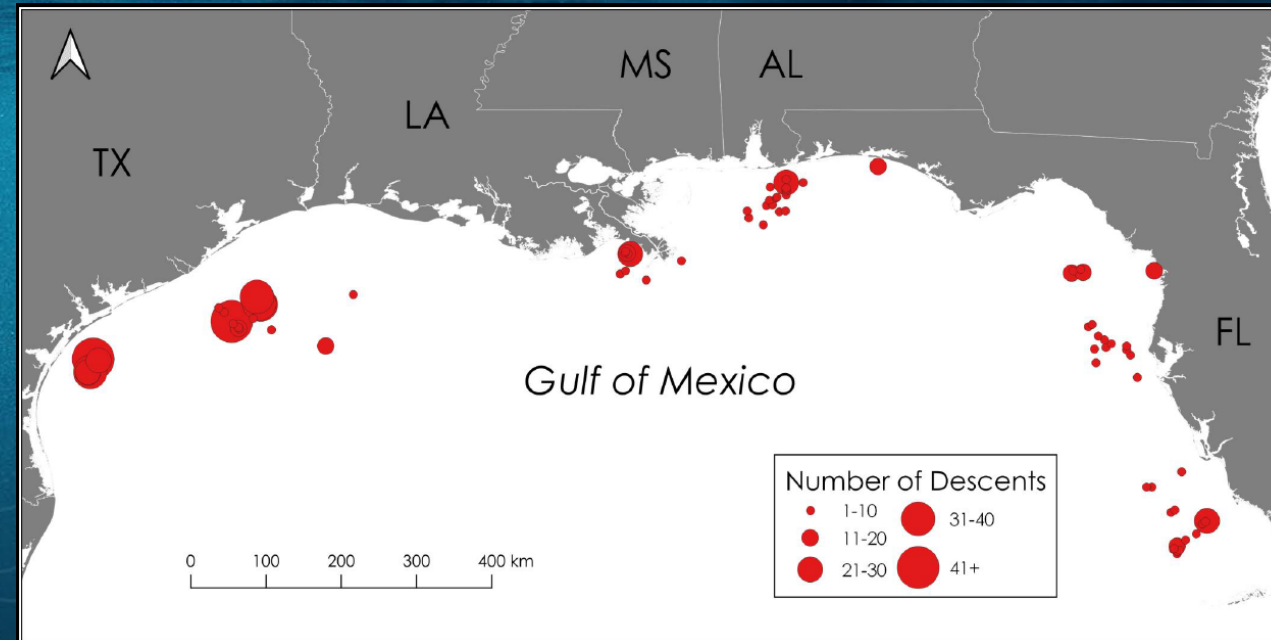 MS
AL
LA
TX
FL
Gulf of Mexico
Number of Descents
1-10
11-20
21-30
31-40
41+
0 100 200 300 400 km